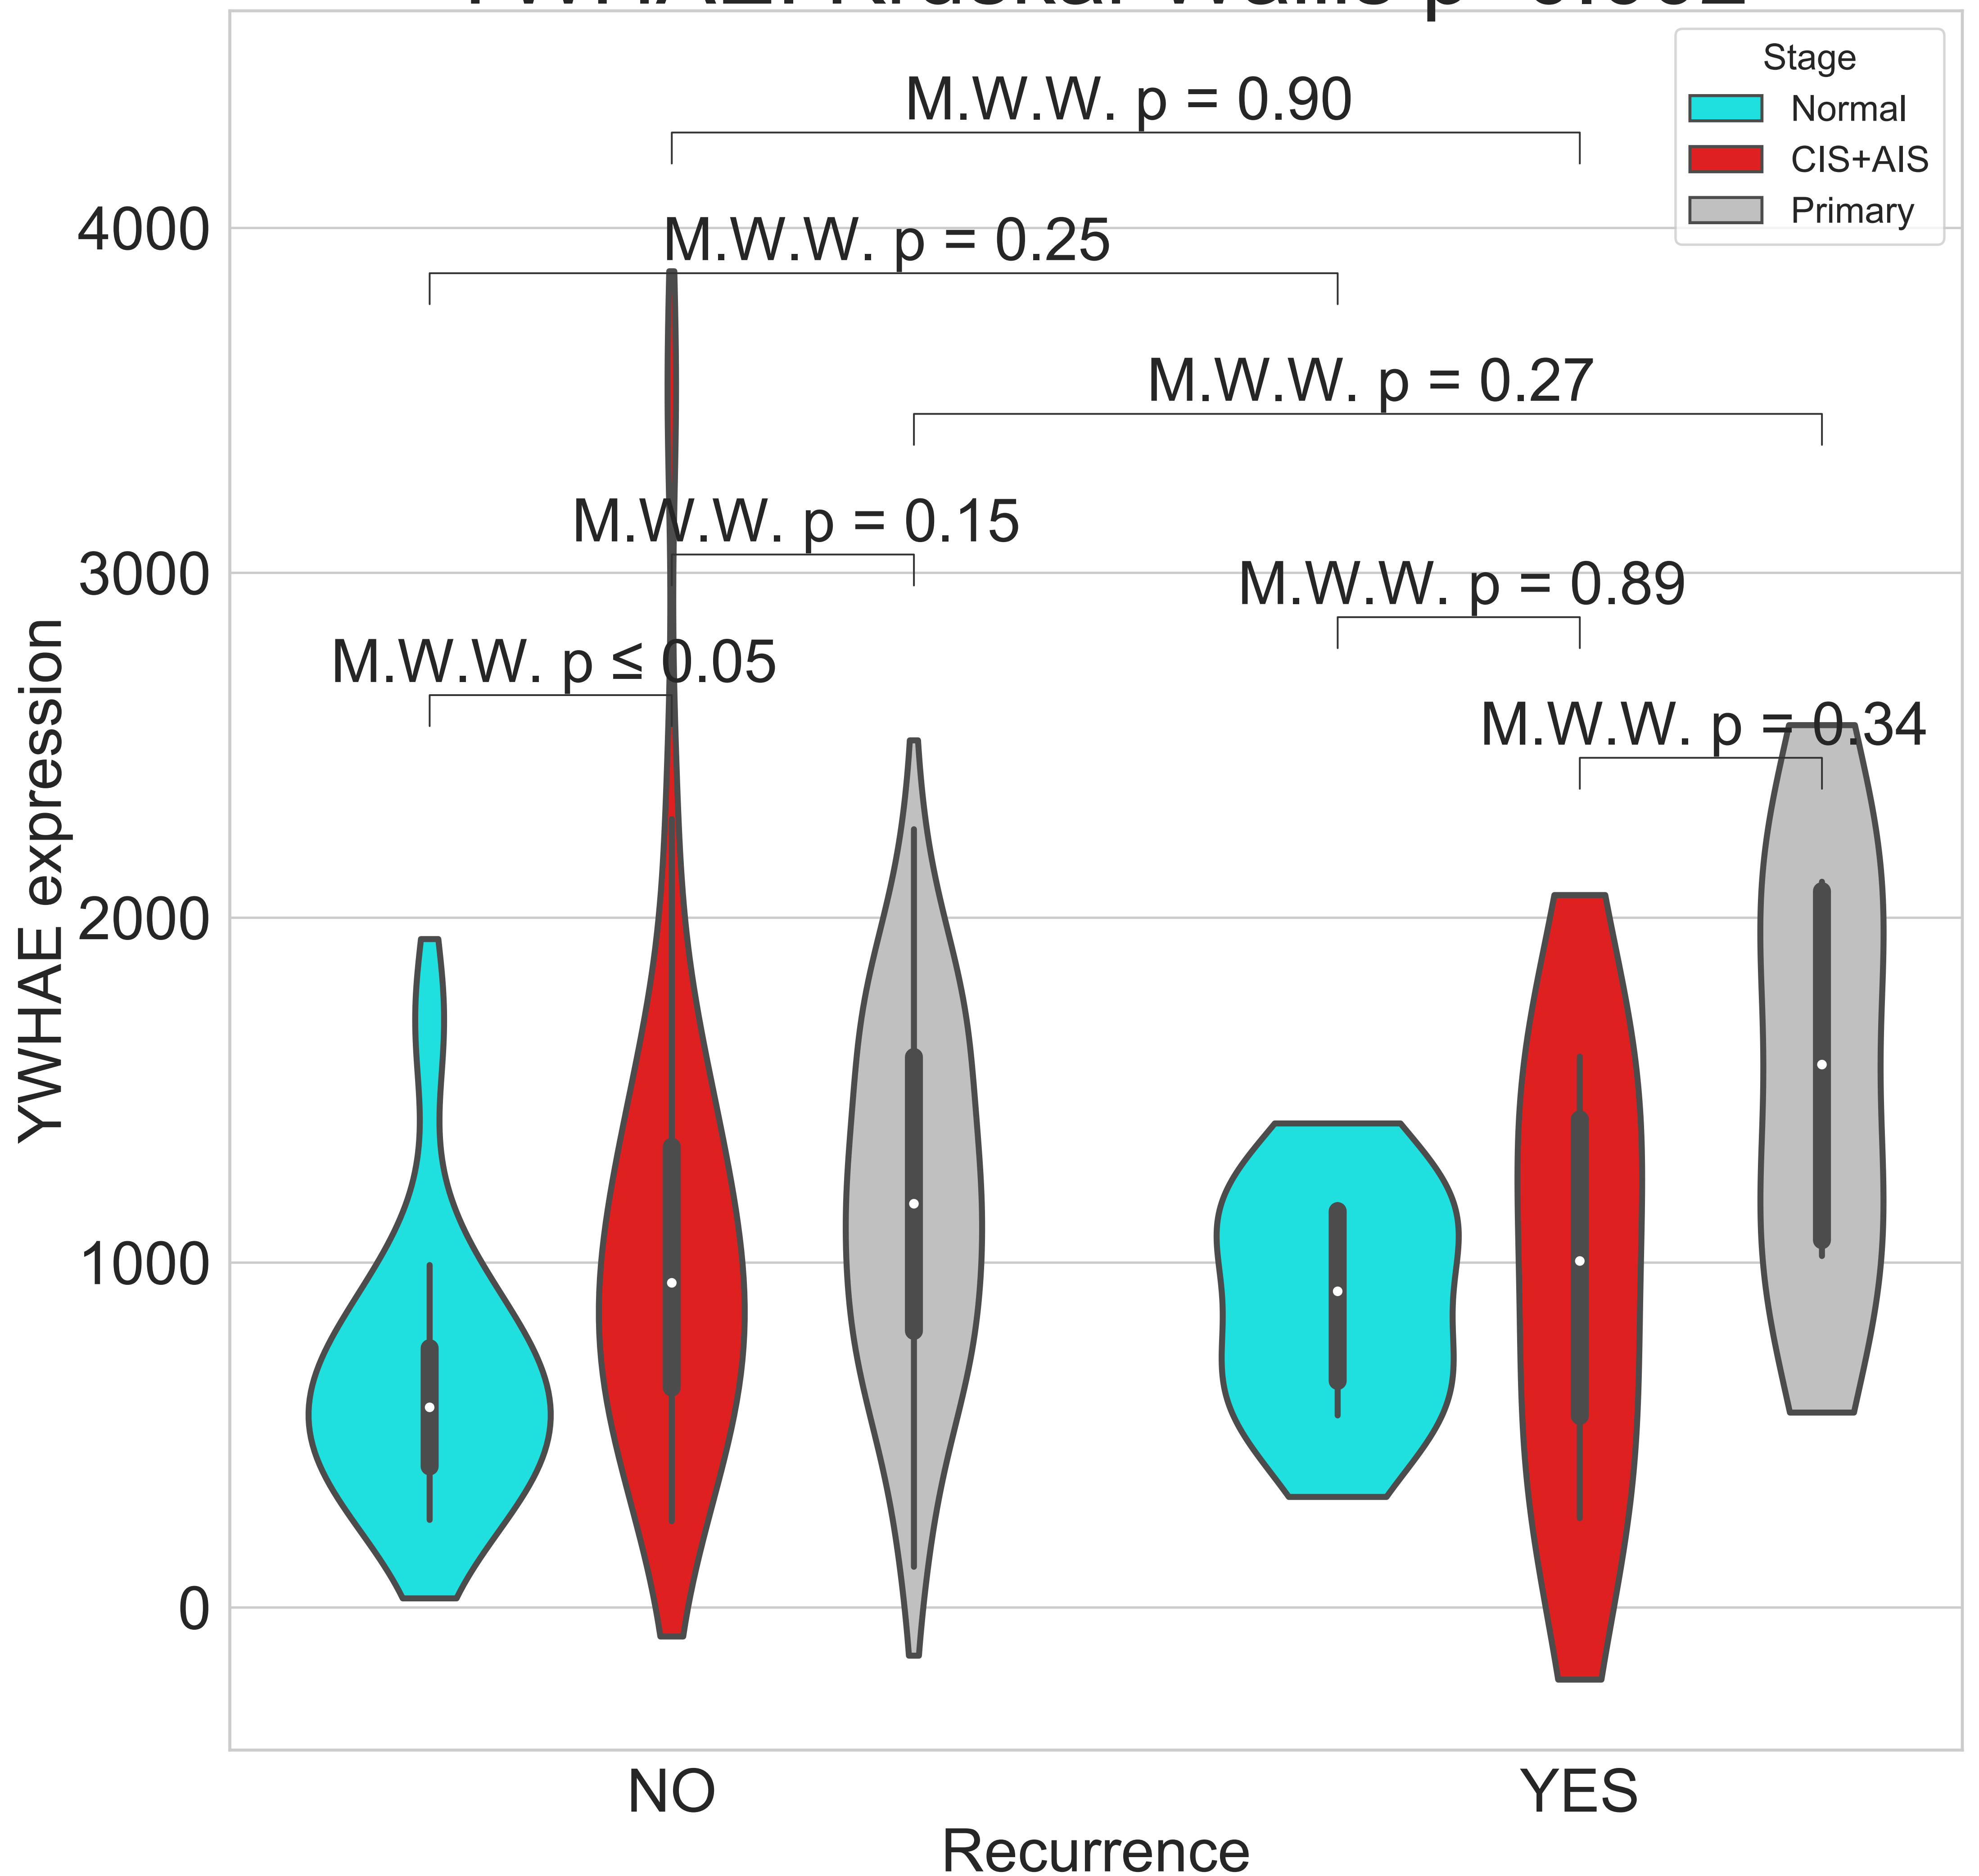 Stage
Normal
CIS+AIS
Primary
M.W.W. p = 0.90
M.W.W. p = 0.25
M.W.W. p = 0.27
M.W.W. p = 0.15
M.W.W. p = 0.89
M.W.W. p ≤ 0.05
M.W.W. p = 0.34
YWHAE expression
4000
3000
2000
1000
0
NO
YES
Recurrence